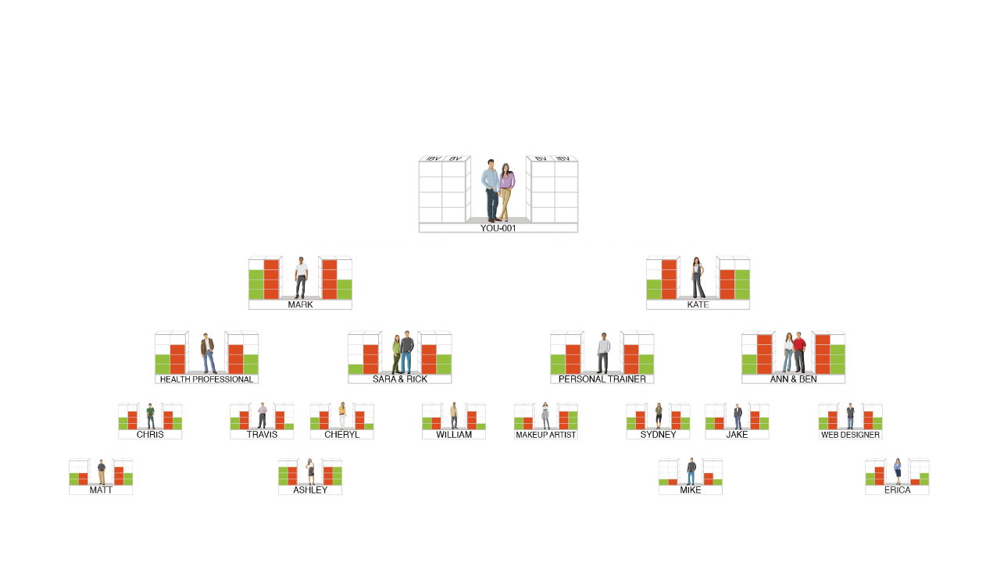 IBV BV BV IBV
YOU-001
MARK KATE
HEALTH PROFESSIONAL SARA & RICK PERSONAL TRAINER ANN & BEN
CHRIS TRAVIS CHERYL WILLIAM MAKEUP ARTIST SYDNEY JAKE WEB DESIGNER
MATT ASHLEY MIKE ERICA